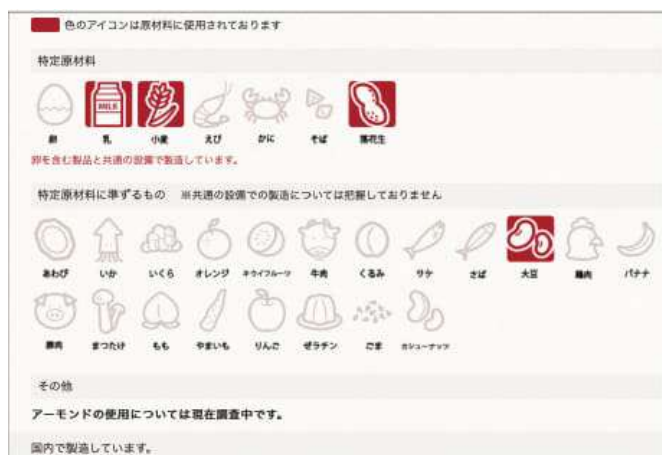 色のアイコンは原材料に使用されております
特定原材料
MILK
卵 乳 小麦 えび かに そば 落花生
卵を含む製品と共通の設備で製造しています。
特定原材料に準ずるもの ※共通の設備での製造については把握しておりません
あわび いか いくら オレンジ キウイフルーツ 牛肉 くるみ サケ さば 大豆 鶏肉 バナナ
豚肉 まつたけ もも やまいも りんご ゼラチン ごま カシューナッツ
その他
アーモンドの使用については現在調査中です。
国内で製造しています。